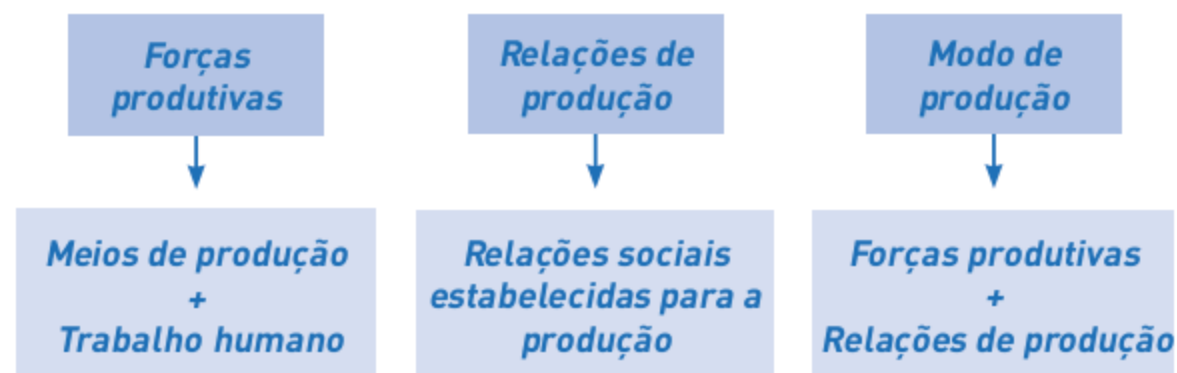 Forças
produtivas
Relações de
produção
Modo de
produção
Meios de produção
+
Trabalho humano
Relações sociais
estabelecidas para a
produção
Forças produtivas
+
Relações de produção